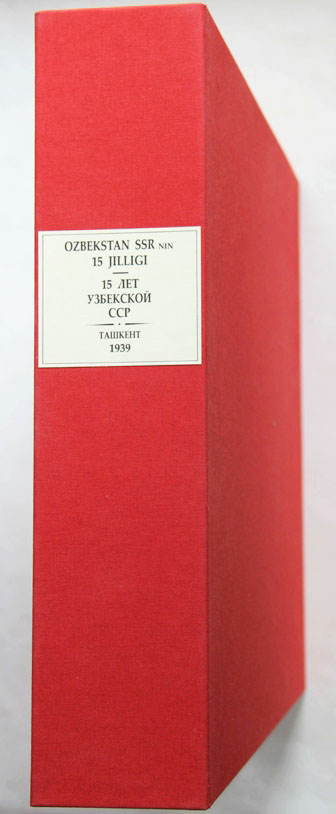 OZBEKSTAN SSR NIN
15 JILLIGI
15 ЛЕТ
УЗБЕКСКОЙ
ССР
ТАШКЕНТ
1939